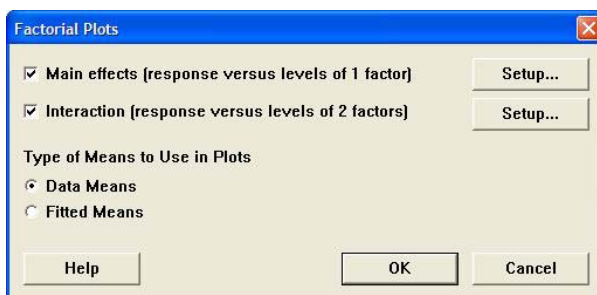 Factorial Plots
Main effects (response versus levels of 1 factor) Setup...
Interaction (response versus levels of 2 factors) Setup...
Type of Means to Use in Plots
Data Means
Fitted Means
Help OK Cancel